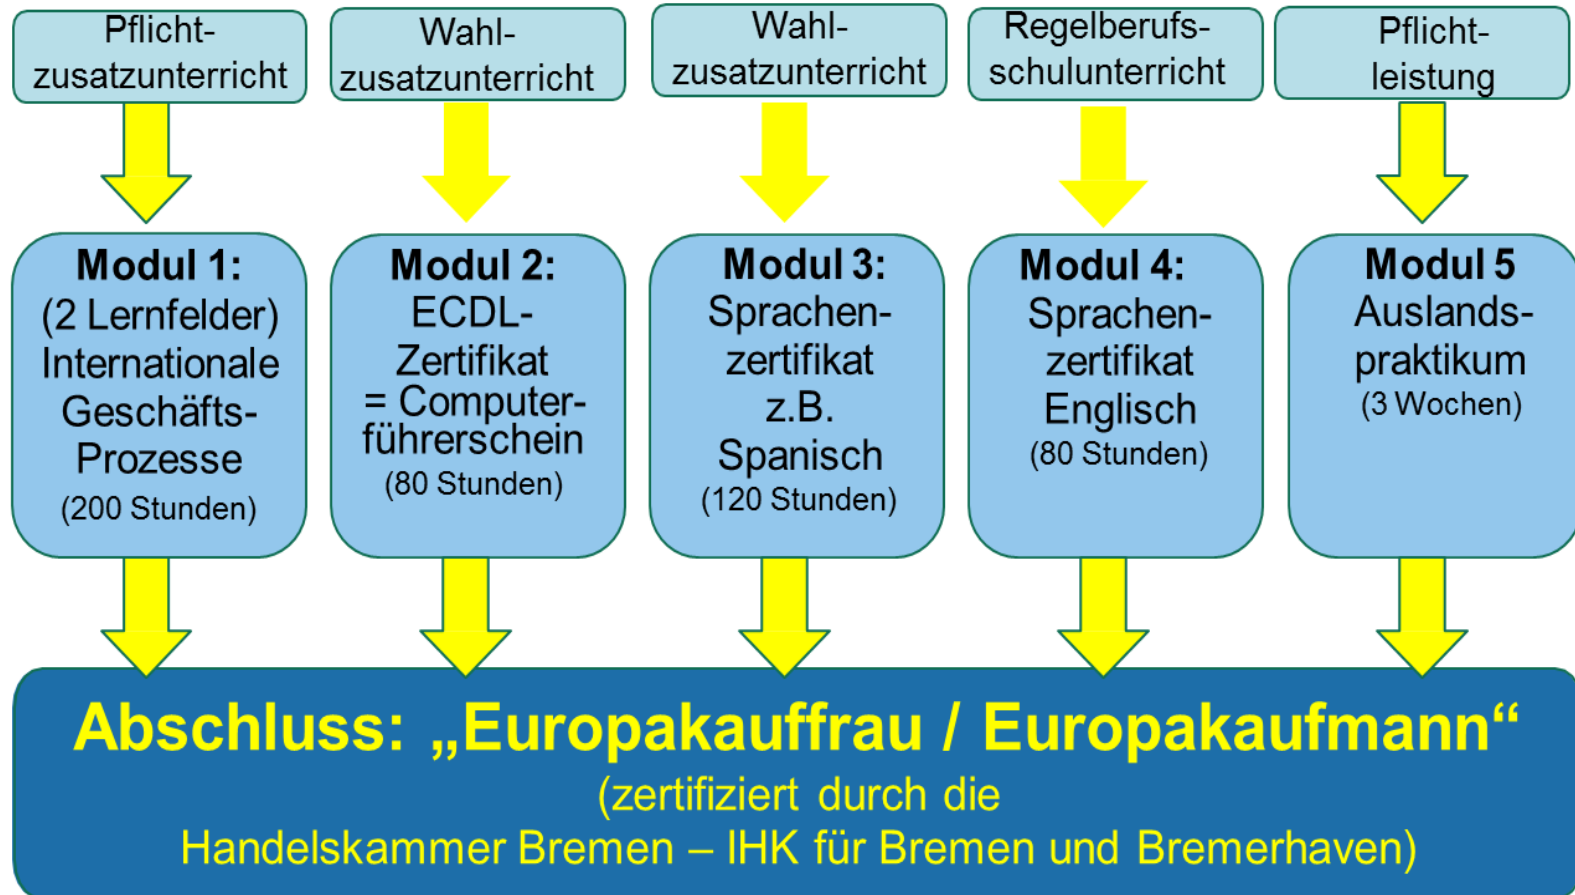 Pflicht-
zusatzunterricht
Wahl-
zusatzunterricht
Wahl-
zusatzunterricht
Regelberufs-
schulunterricht
Pflicht-
leistung
Modul 1:
(2 Lernfelder)
Internationale
Geschäfts-
Prozesse
(200 Stunden)
Modul 2:
ECDL-
Zertifikat
= Computer-
führerschein
(80 Stunden)
Modul 3:
Sprachen-
zertifikat
z.B.
Spanisch
(120 Stunden)
Modul 4:
Sprachen-
zertifikat
Englisch
(80 Stunden)
Modul 5
Auslands-
praktikum
(3 Wochen)
Abschluss: „Europakauffrau / Europakaufmann“
(zertifiziert durch die
Handelskammer Bremen – IHK für Bremen und Bremerhaven)